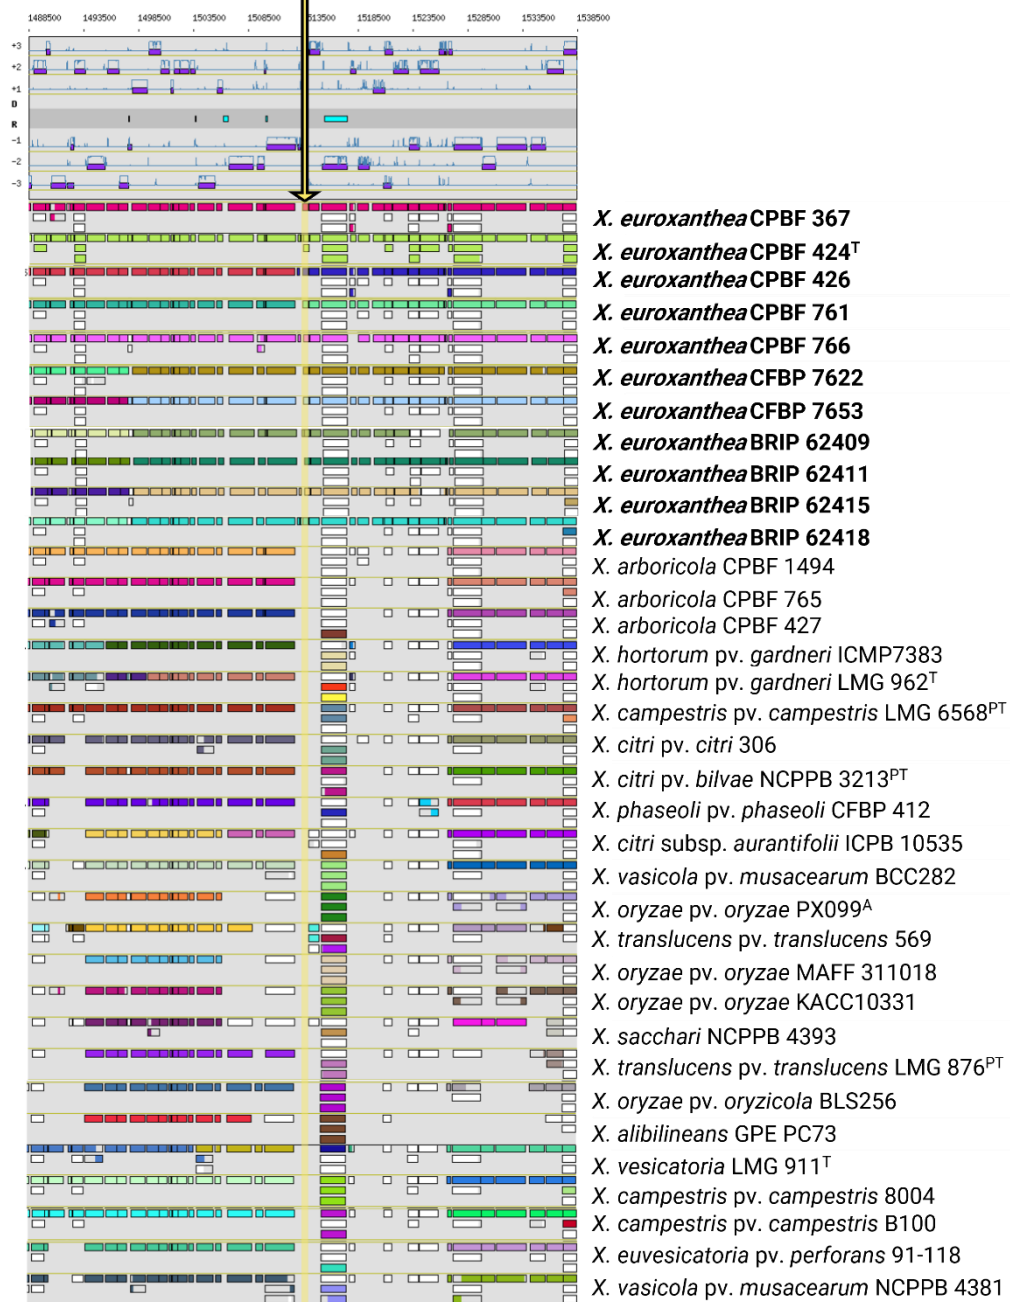 1488500 1493500 1498500 1503500 1508500 1513500 1518500 1523500 1528500 1533500 1538500
+3
+2
+1
D
R
-1
-2
-3
X. euroxanthea CPBF 367
X. euroxanthea CPBF 424T
X. euroxanthea CPBF 426
X. euroxanthea CPBF 761
X. euroxanthea CPBF 766
X. euroxanthea CFBP 7622
X. euroxanthea CFBP 7653
X. euroxanthea BRIP 62409
X. euroxanthea BRIP 62411
X. euroxanthea BRIP 62415
X. euroxanthea BRIP 62418
X. arboricola CPBF 1494
X. arboricola CPBF 765
X. arboricola CPBF 427
X. hortorum pv. gardneri ICMP7383
X. hortorum pv. gardneri LMG 962T
X. campestris pv. campestris LMG 6568PT
X. citri pv. citri 306
X. citri pv. bilvae NCPPB 3213PT
X. phaseoli pv. phaseoli CFBP 412
X. citri subsp. aurantifolii ICPB 10535
X. vasicola pv. musacearum BCC282
X. oryzae pv. oryzae PX099A
X. translucens pv. translucens 569
X. oryzae pv. oryzae MAFF 311018
X. oryzae pv. oryzae KACC10331
X. sacchari NCPPB 4393
X. translucens pv. translucens LMG 876PT
X. oryzae pv. oryzicola BLS256
X. alibilineans GPE PC73
X. vesicatoria LMG 911T
X. campestris pv. campestris 8004
X. campestris pv. campestris B100
X. euvesicatoria pv. perforans 91-118
X. vasicola pv. musacearum NCPPB 4381